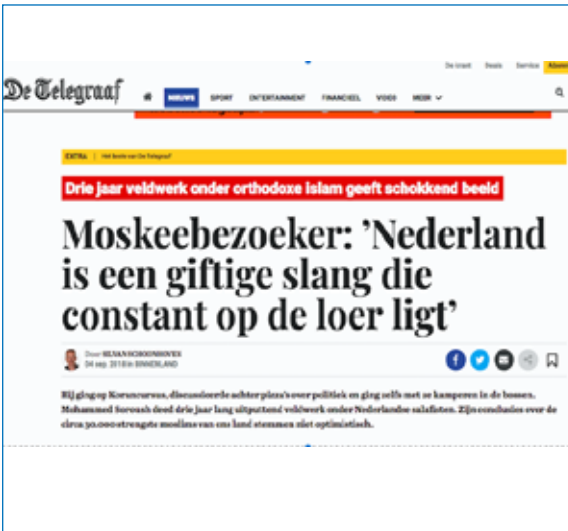 De krant Deals Service
De Telegraaf NIEUWS SPORT ENTERTAINMENT FINANCIEEL VIDEO MEER
EXTRA | Het beste van De Telegraaf
Drie jaar veldwerk onder orthodoxe islam geeft schokkend beeld
Moskeebezoeker: ’Nederland
is een giftige slang die
constant op de loer ligt’
Door SILVAN SCHOONHOVEN
04 sep. 2018 in BINNENLAND
Hij ging op Korancursus, discussieerde achter pizza's over politiek en ging zelfs met ze kamperen in de bossen.
Mohammed Soroush deed drie jaar lang uitputtend veldwerk onder Nederlandse salafisten. Zijn conclusies over de
circa 30.000 strengste moslims van ons land stemmen niet optimistisch.